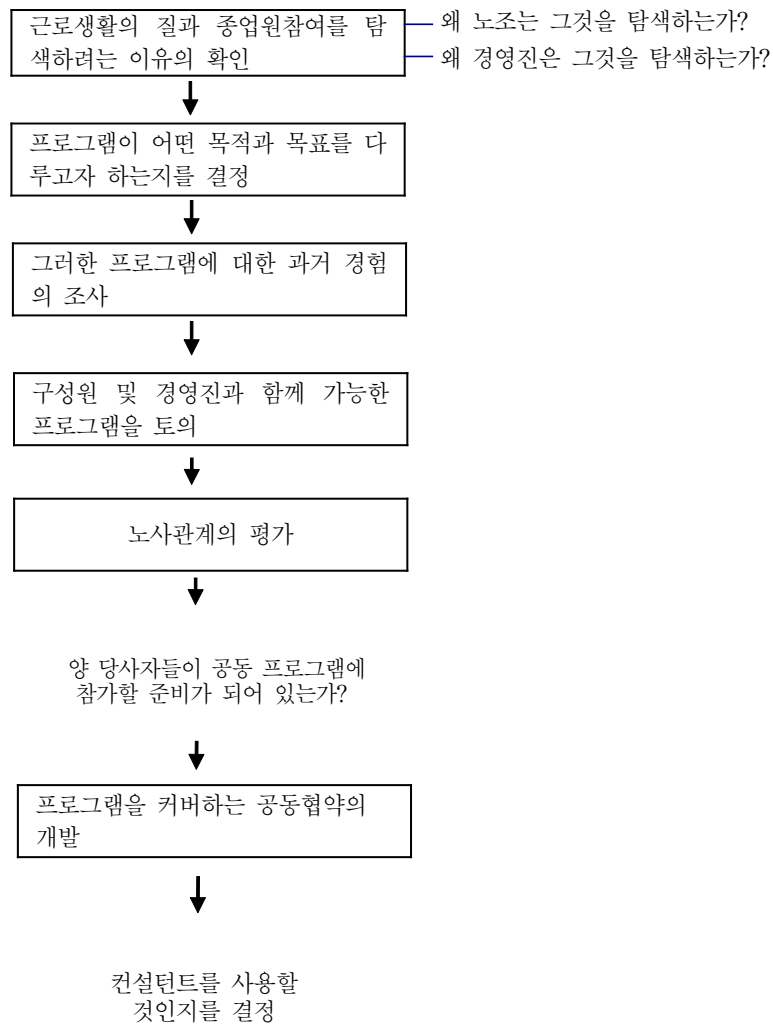 근로생활의 질과 종업원참여를 탐
색하려는 이유의 확인
왜 노조는 그것을 탐색하는가?
왜 경영진은 그것을 탐색하는가?
프로그램이 어떤 목적과 목표를 다
루고자 하는지를 결정
그러한 프로그램에 대한 과거 경험
의 조사
구성원 및 경영진과 함께 가능한
프로그램을 토의
노사관계의 평가
양 당사자들이 공동 프로그램에
참가할 준비가 되어 있는가?
프로그램을 커버하는 공동협약의
개발
컨설턴트를 사용할
것인지를 결정